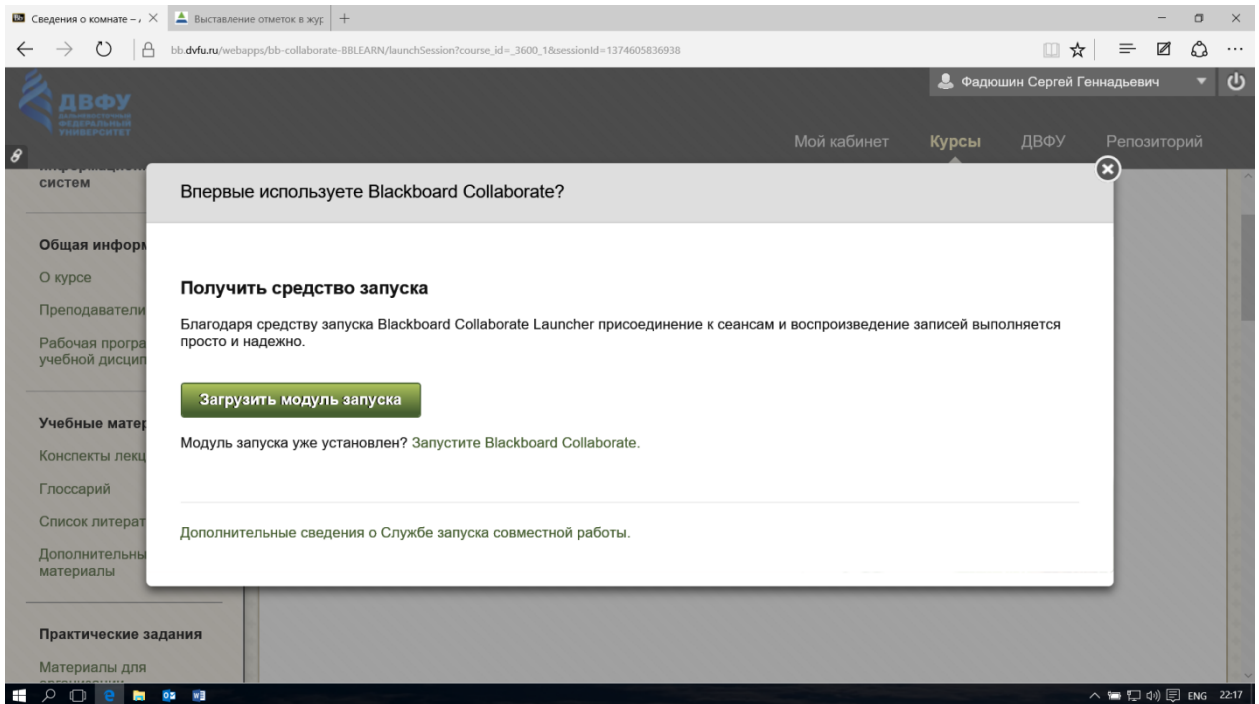 Сведения о комнате – 
Выставление отметок в жур
bb.dvfu.ru/webapps/bb-collaborate-BBLEARN/launchSession?course_id=_3600_1&sessionId=1374605836938
Фадюшин Сергей Геннадьевич
ДВФУ
ДАЛЬНЕВОСТОЧНЫЙ
ФЕДЕРАЛЬНЫЙ
УНИВЕРСИТЕТ
Мой кабинет Курсы ДВФУ Репозиторий
систем
Общая информ
О курсе
Преподаватели
Рабочая програ
учебной дисцип
Учебные матер
Конспекты лекц
Глоссарий
Список литерат
Дополнительны
материалы
Практические задания
Материалы для
Впервые используете Blackboard Collaborate?
Получить средство запуска
Благодаря средству запуска Blackboard Collaborate Launcher присоединение к сеансам и воспроизведение записей выполняется
просто и надежно.
Загрузить модуль запуска
Модуль запуска уже установлен? Запустите Blackboard Collaborate.
Дополнительные сведения о Службе запуска совместной работы.
ENG 22:17